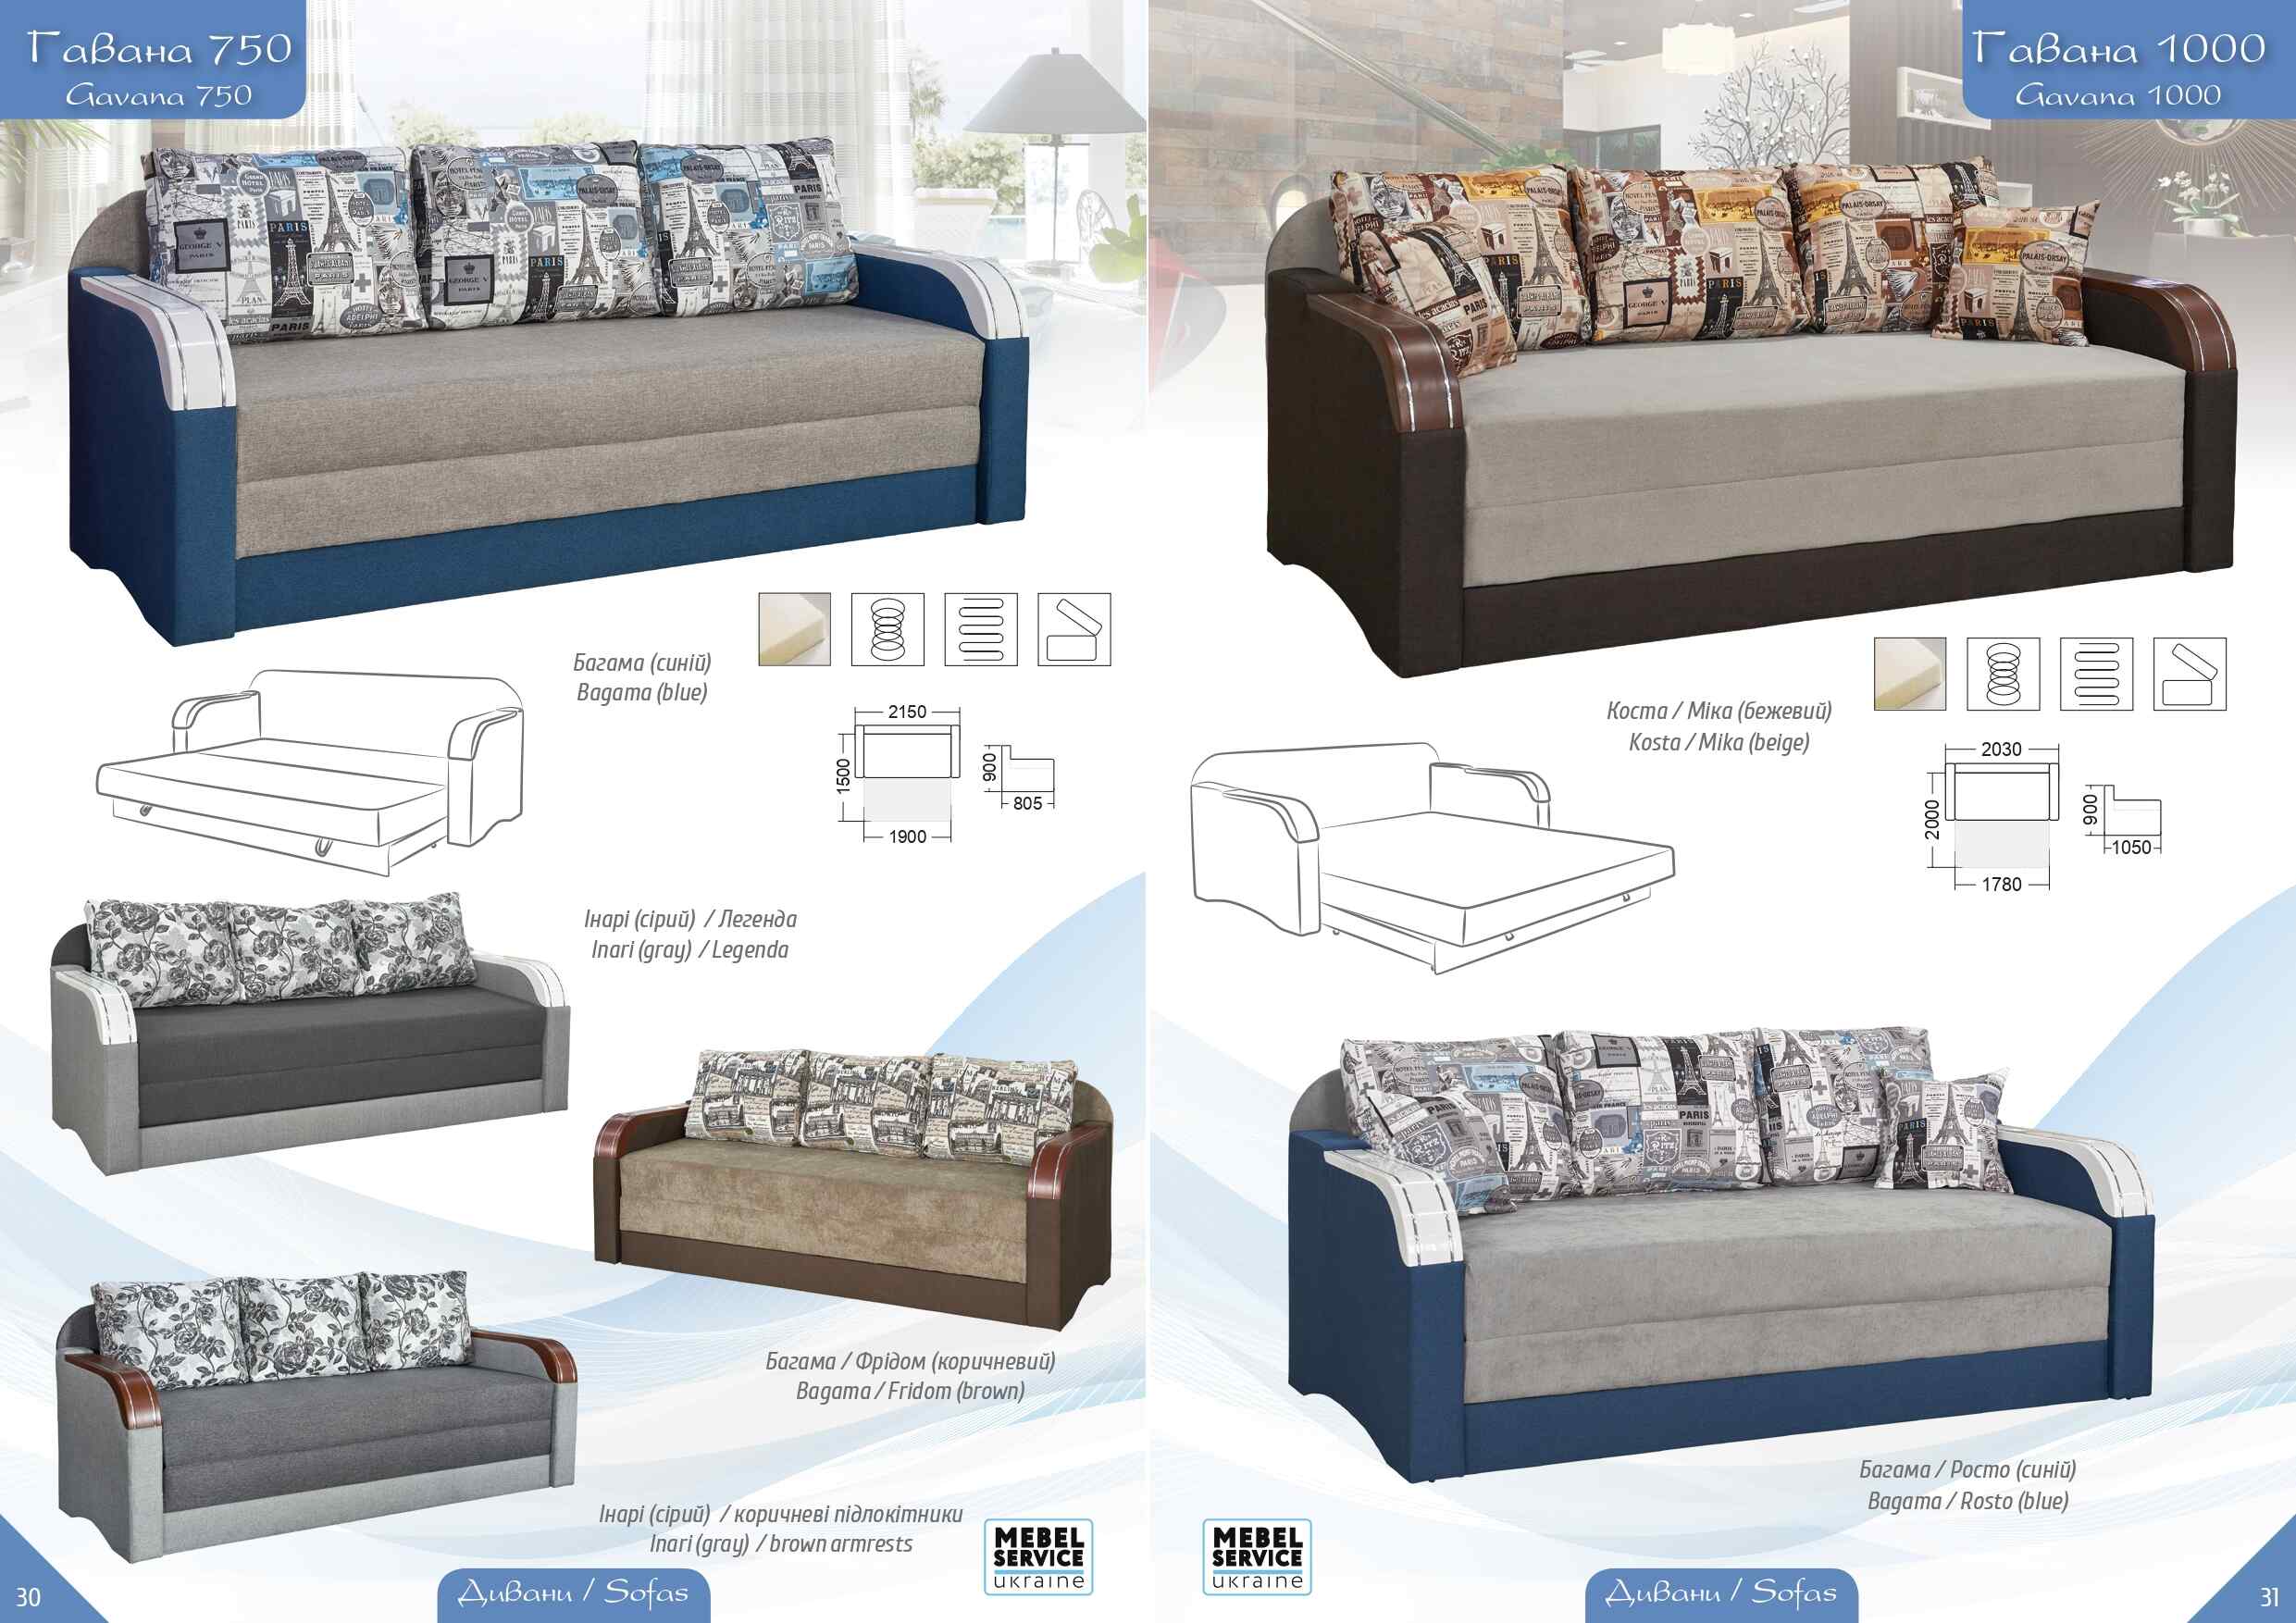 Гавана 750
Gavana 750
Багама (синій)
Bagama (blue)
2150
1500
1900
900
805
Інарі (сірий) / Легенда
Inari (gray) / Legenda
Багама / Фрідом (коричневий)
Bagama / Fridom (brown)
Інарі (сірий) / коричневі підлокітники
Inari (gray) / brown armrests
MEBEL
SERVICE
ukraine
30
Дивани / Sofas
Гавана 1000
Gavana 1000
Коста / Міка (бежевий)
Kosta / Mika (beige)
2030
2000
1780
900
1050
Багама / Росто (синій)
Bagama / Rosto (blue)
MEBEL
SERVICE
ukraine
Дивани / Sofas
31